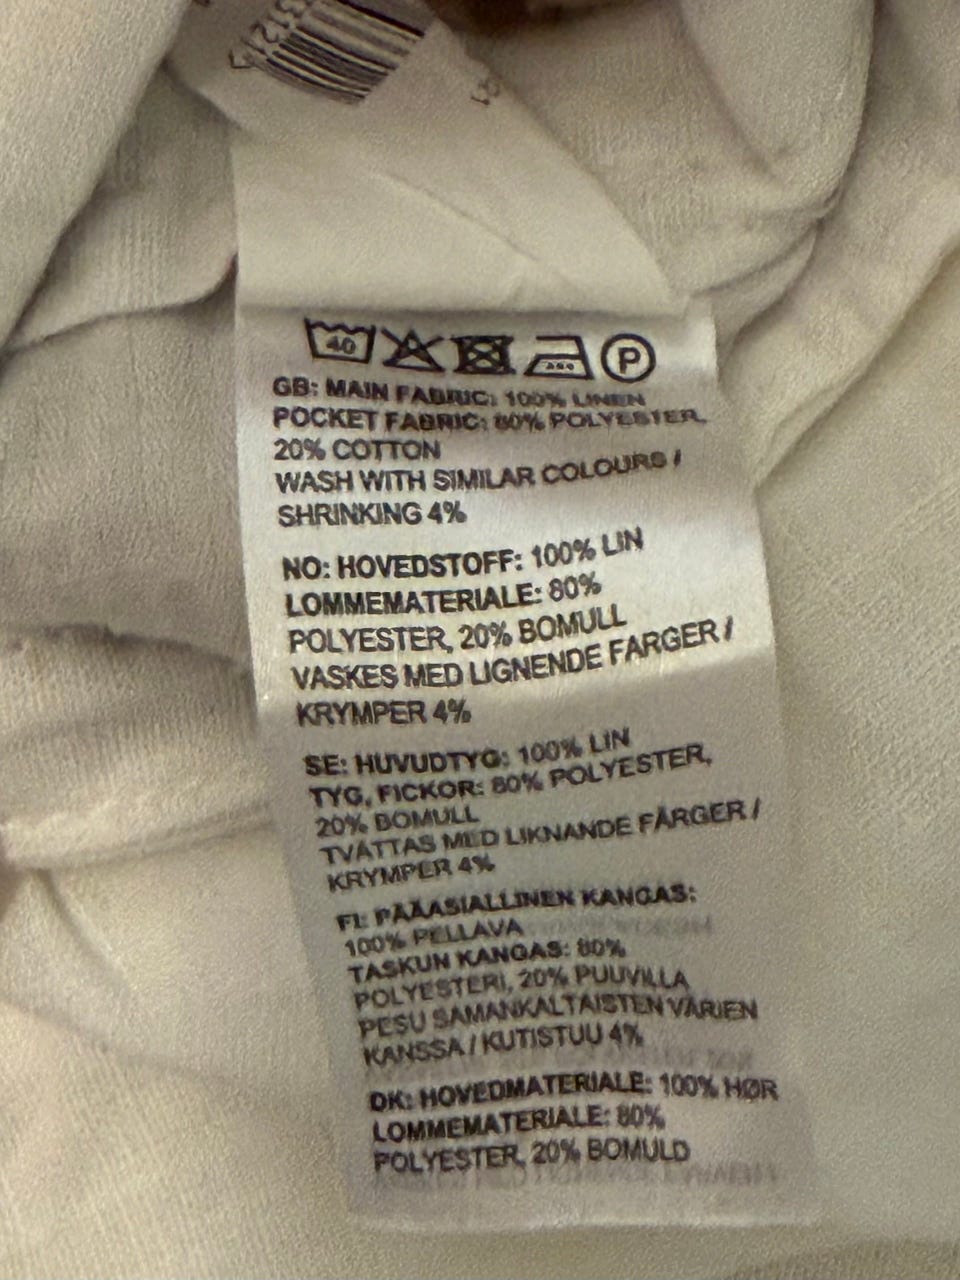 40
P
GB: MAIN FABRIC: 100% LINEN
POCKET FABRIC: 80% POLYESTER,
20% COTTON
WASH WITH SIMILAR COLOURS /
SHRINKING 4%
NO: HOVEDSTOFF: 100% LIN
LOMMEMATERIALE: 80%
POLYESTER, 20% BOMULL
VASKES MED LIGNENDE FARGER /
KRYMPER 4%
SE: HUVUDTYG: 100% LIN
TYG, FICKOR: 80% POLYESTER,
20% BOMULL
TVÄTTAS MED LIKNANDE FÄRGER /
KRYMPER 4%
FI: PÄÄASIALLINEN KANGAS:
100% PELLAVA
TASKUN KANGAS: 80%
POLYESTERI, 20% PUUVILLA
PESU SAMANKALTAISTEN VÄRIEN
KANSSA / KUTISTUU 4%
DK: HOVEDMATERIALE: 100% HØR
LOMMEMATERIALE: 80%
POLYESTER, 20% BOMULD